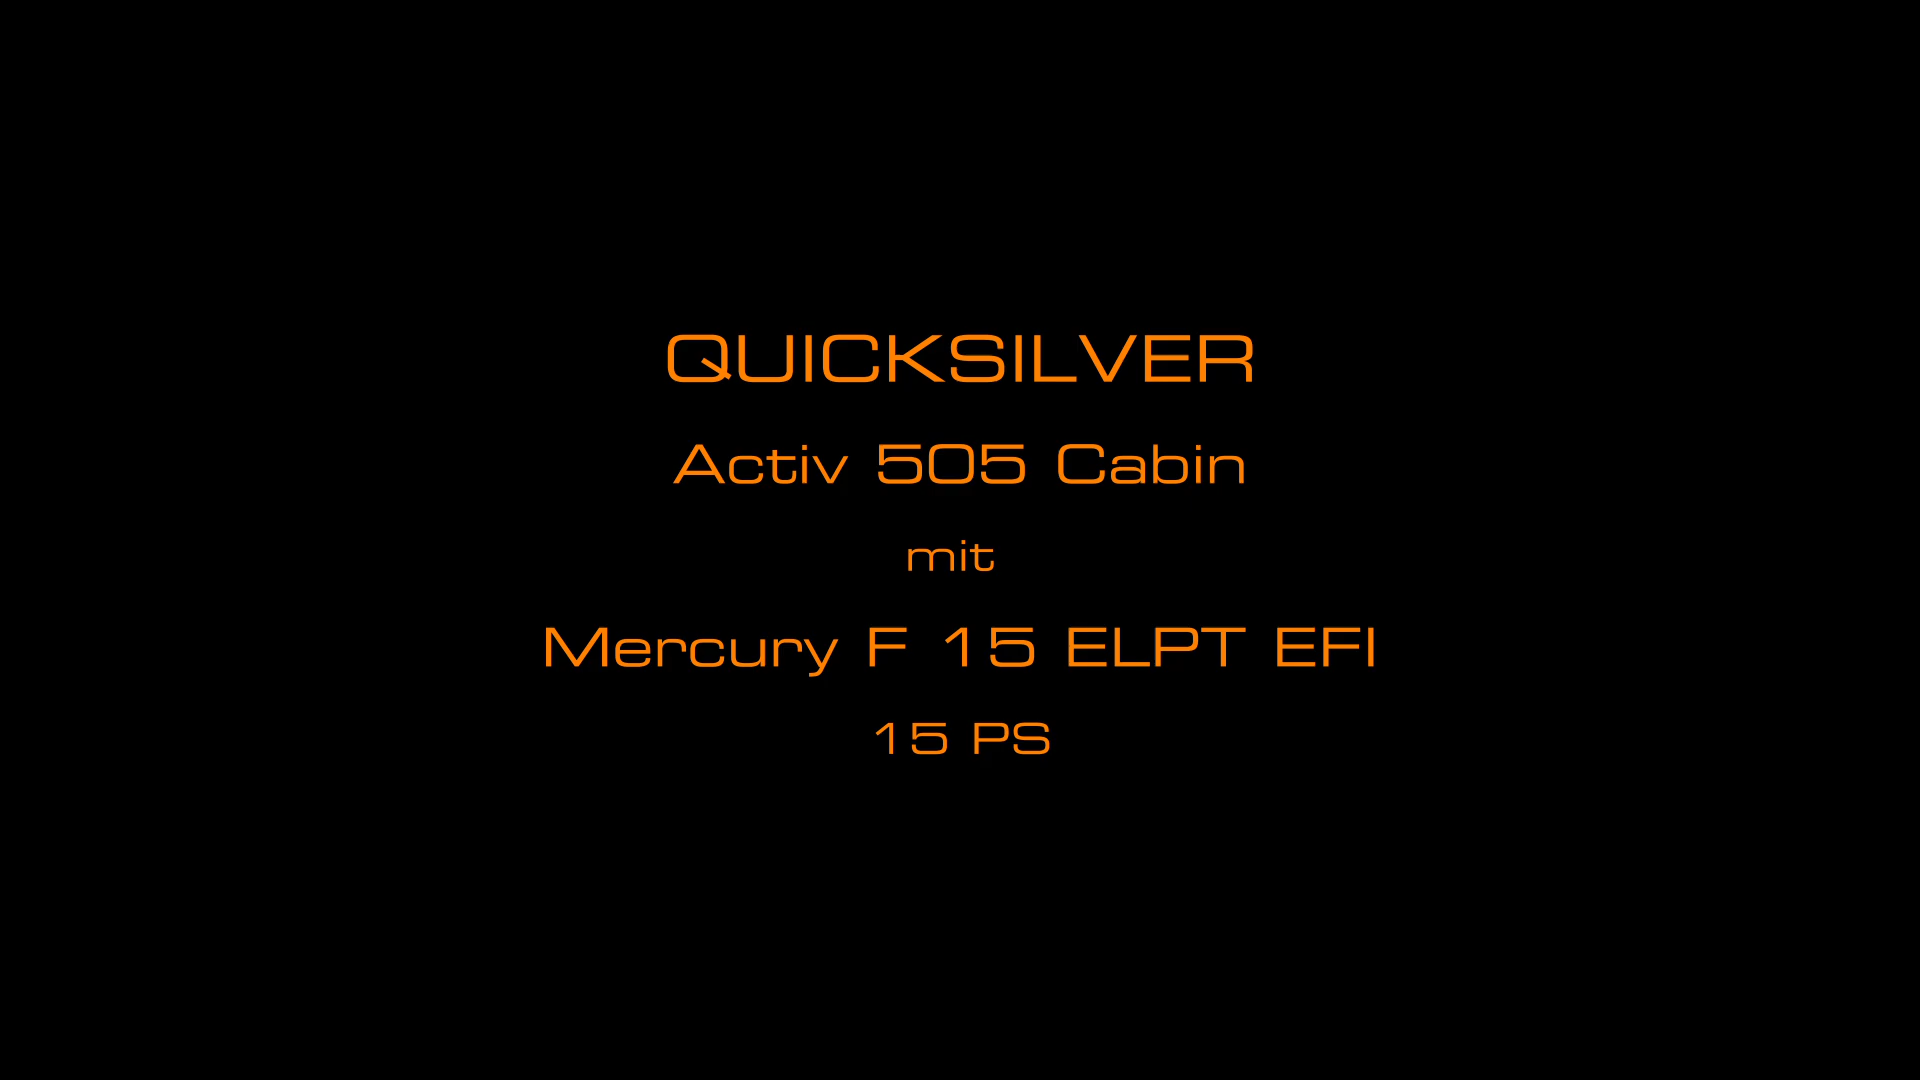 QUICKSILVER
Activ 505 Cabin
mit
Mercury F 15 ELPT EFI
15 PS